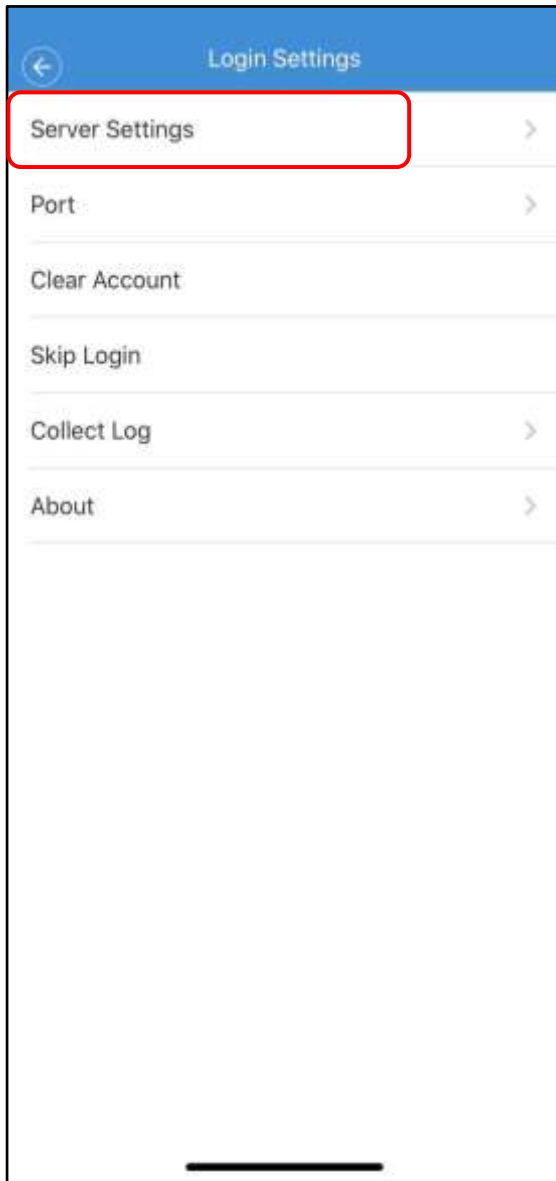 Login Settings
Server Settings
Port
Clear Account
Skip Login
Collect Log
About